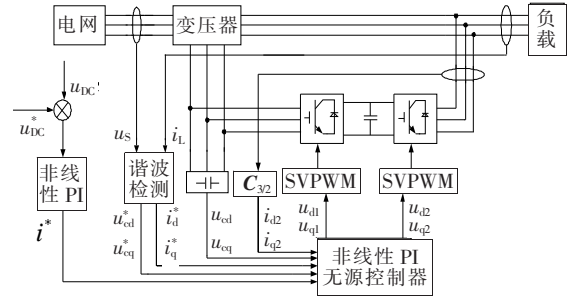 电网
变压器
负载
u_DC
u*_DC
u_S
i_L
非线性 PI
谐波检测
C_3/2
SVPWM
SVPWM
i*
u*_cd
i*_d
u*_cq
i*_q
u_cd
u_cq
i_d2
i_q2
u_d1
u_q1
u_d2
u_q2
非线性 PI
无源控制器